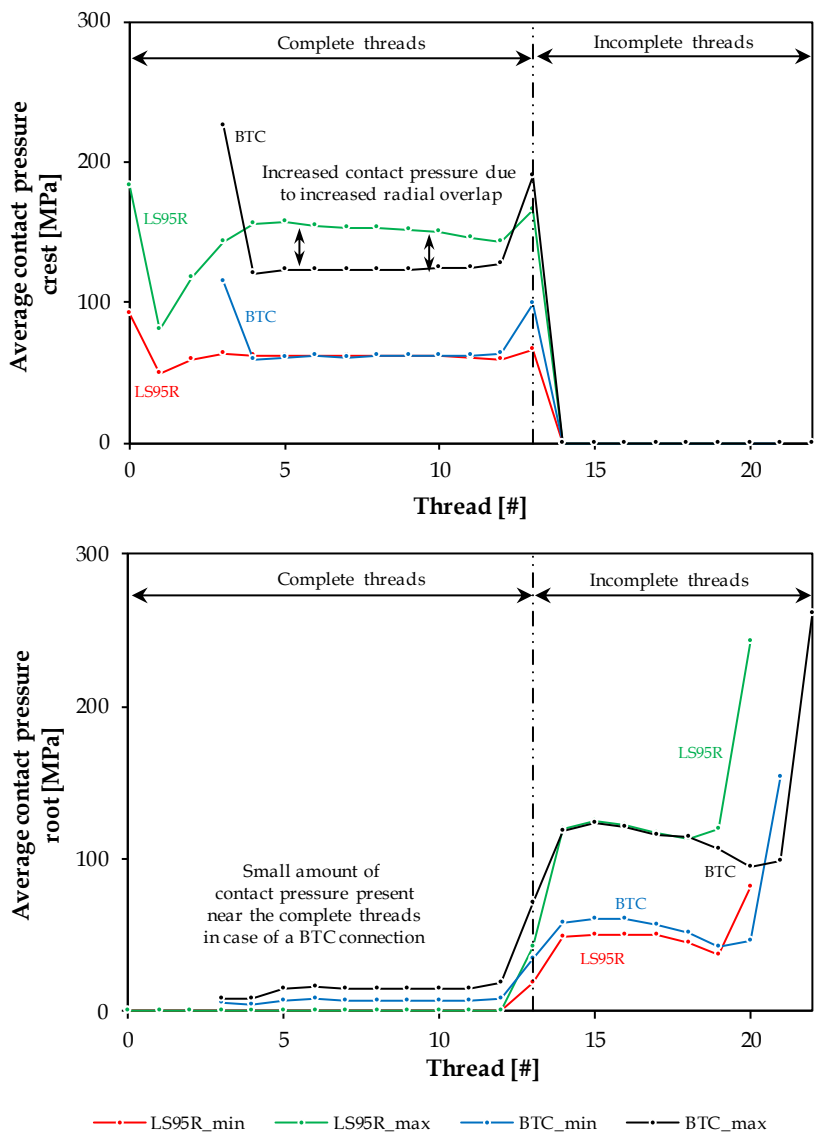 300
Complete threads
Incomplete threads
BTC
200
Increased contact pressure due
to increased radial overlap
LS95R
Average contact pressure
crest [MPa]
100
BTC
LS95R
0
0
5
10
15
20
Thread [#]
300
Complete threads
Incomplete threads
200
LS95R
Average contact pressure
root [MPa]
100
BTC
Small amount of
contact pressure present
near the complete threads
in case of a BTC connection
BTC
LS95R
0
0
5
10
15
20
Thread [#]
LS95R_min
LS95R_max
BTC_min
BTC_max